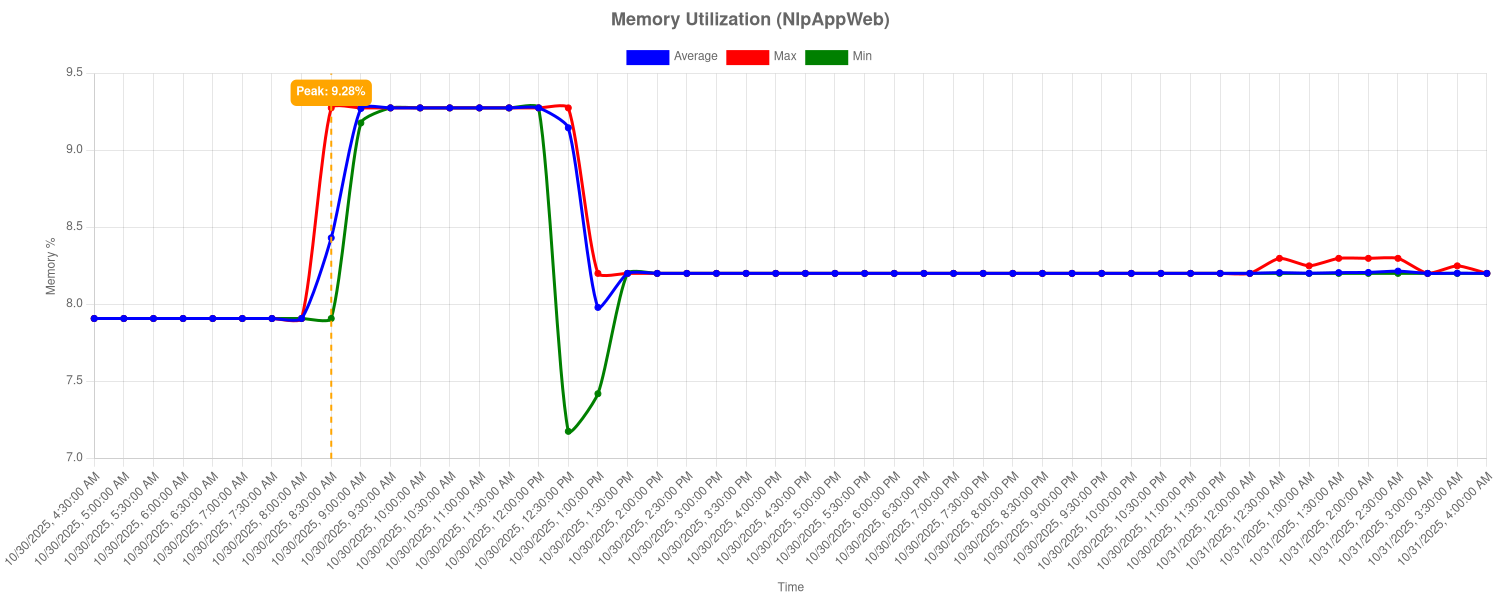 Memory Utilization (NlpAppWeb)
Average Max Min
Peak: 9.28%
9.5
9.0
8.5
8.0
7.5
7.0
Memory %
10/30/2025, 4:30:00 AM
10/30/2025, 5:00:00 AM
10/30/2025, 5:30:00 AM
10/30/2025, 6:00:00 AM
10/30/2025, 6:30:00 AM
10/30/2025, 7:00:00 AM
10/30/2025, 7:30:00 AM
10/30/2025, 8:00:00 AM
10/30/2025, 8:30:00 AM
10/30/2025, 9:00:00 AM
10/30/2025, 9:30:00 AM
10/30/2025, 10:00:00 AM
10/30/2025, 10:30:00 AM
10/30/2025, 11:00:00 AM
10/30/2025, 11:30:00 AM
10/30/2025, 12:00:00 PM
10/30/2025, 12:30:00 PM
10/30/2025, 1:00:00 PM
10/30/2025, 1:30:00 PM
10/30/2025, 2:00:00 PM
10/30/2025, 2:30:00 PM
10/30/2025, 3:00:00 PM
10/30/2025, 3:30:00 PM
10/30/2025, 4:00:00 PM
10/30/2025, 4:30:00 PM
10/30/2025, 5:00:00 PM
10/30/2025, 5:30:00 PM
10/30/2025, 6:00:00 PM
10/30/2025, 6:30:00 PM
10/30/2025, 7:00:00 PM
10/30/2025, 7:30:00 PM
10/30/2025, 8:00:00 PM
10/30/2025, 8:30:00 PM
10/30/2025, 9:00:00 PM
10/30/2025, 9:30:00 PM
10/30/2025, 10:00:00 PM
10/30/2025, 10:30:00 PM
10/30/2025, 11:00:00 PM
10/30/2025, 11:30:00 PM
10/31/2025, 12:00:00 AM
10/31/2025, 12:30:00 AM
10/31/2025, 1:00:00 AM
10/31/2025, 1:30:00 AM
10/31/2025, 2:00:00 AM
10/31/2025, 2:30:00 AM
10/31/2025, 3:00:00 AM
10/31/2025, 3:30:00 AM
10/31/2025, 4:00:00 AM
Time